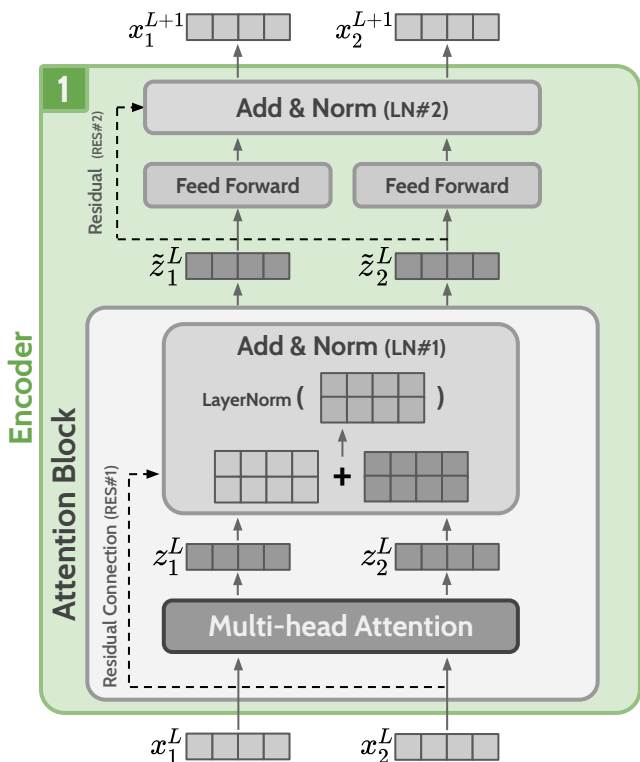 x_1^{L+1} x_2^{L+1}
1
Add & Norm (LN#2)
Residual (RES#2)
Feed Forward Feed Forward
z̃_1^L z̃_2^L
Encoder
Attention Block
Add & Norm (LN#1)
LayerNorm ( )
+
Residual Connection (RES#1)
z_1^L z_2^L
Multi-head Attention
x_1^L x_2^L